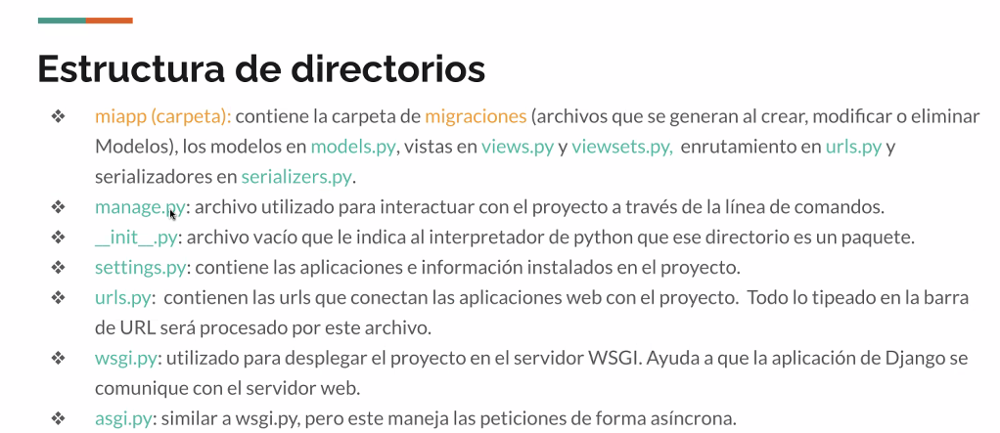 Estructura de directorios
❖ miapp (carpeta): contiene la carpeta de migraciones (archivos que se generan al crear, modificar o eliminar
Modelos), los modelos en models.py, vistas en views.py y viewsets.py, enrutamiento en urls.py y
serializadores en serializers.py.
❖ manage.py: archivo utilizado para interactuar con el proyecto a través de la línea de comandos.
❖ __init__.py: archivo vacío que le indica al interpretador de python que ese directorio es un paquete.
❖ settings.py: contiene las aplicaciones e información instalados en el proyecto.
❖ urls.py: contienen las urls que conectan las aplicaciones web con el proyecto. Todo lo tipeado en la barra
de URL será procesado por este archivo.
❖ wsgi.py: utilizado para desplegar el proyecto en el servidor WSGI. Ayuda a que la aplicación de Django se
comunique con el servidor web.
❖ asgi.py: similar a wsgi.py, pero este maneja las peticiones de forma asíncrona.